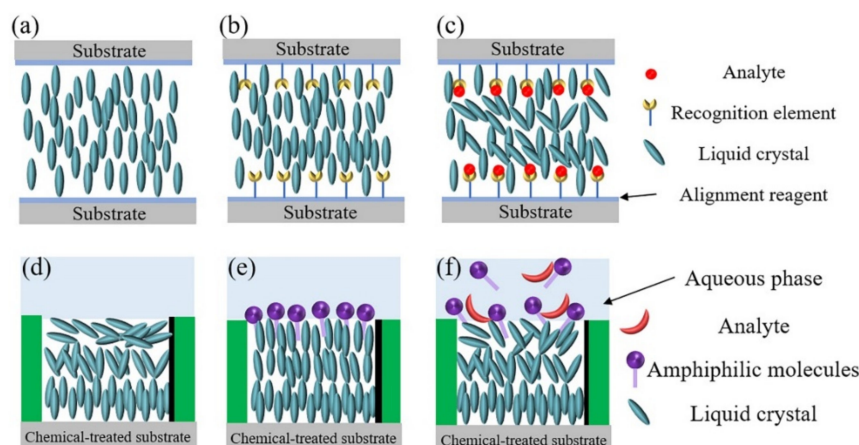 (a)
Substrate
Substrate
(b)
Substrate
Substrate
(c)
Substrate
Substrate
Analyte
Recognition element
Liquid crystal
Alignment reagent
(d)
Chemical-treated substrate
(e)
Chemical-treated substrate
(f)
Chemical-treated substrate
Aqueous phase
Analyte
Amphiphilic molecules
Liquid crystal